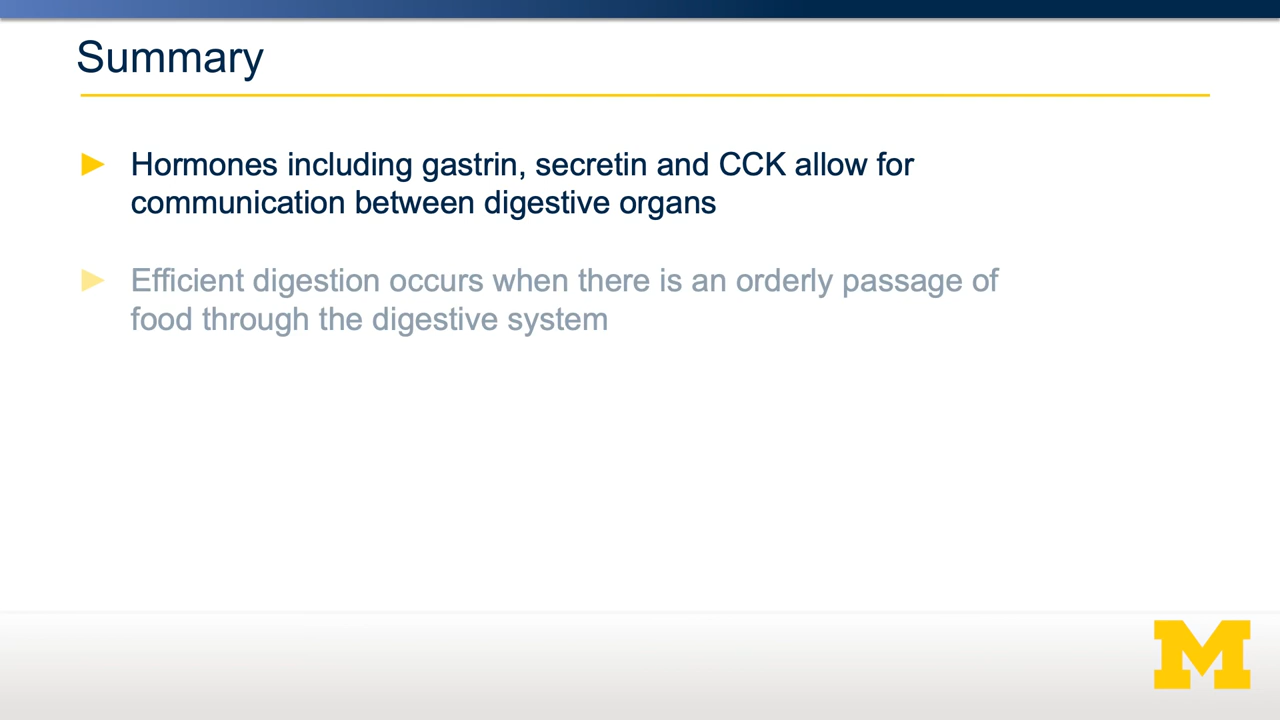 Summary
Hormones including gastrin, secretin and CCK allow for
communication between digestive organs
Efficient digestion occurs when there is an orderly passage of
food through the digestive system
M